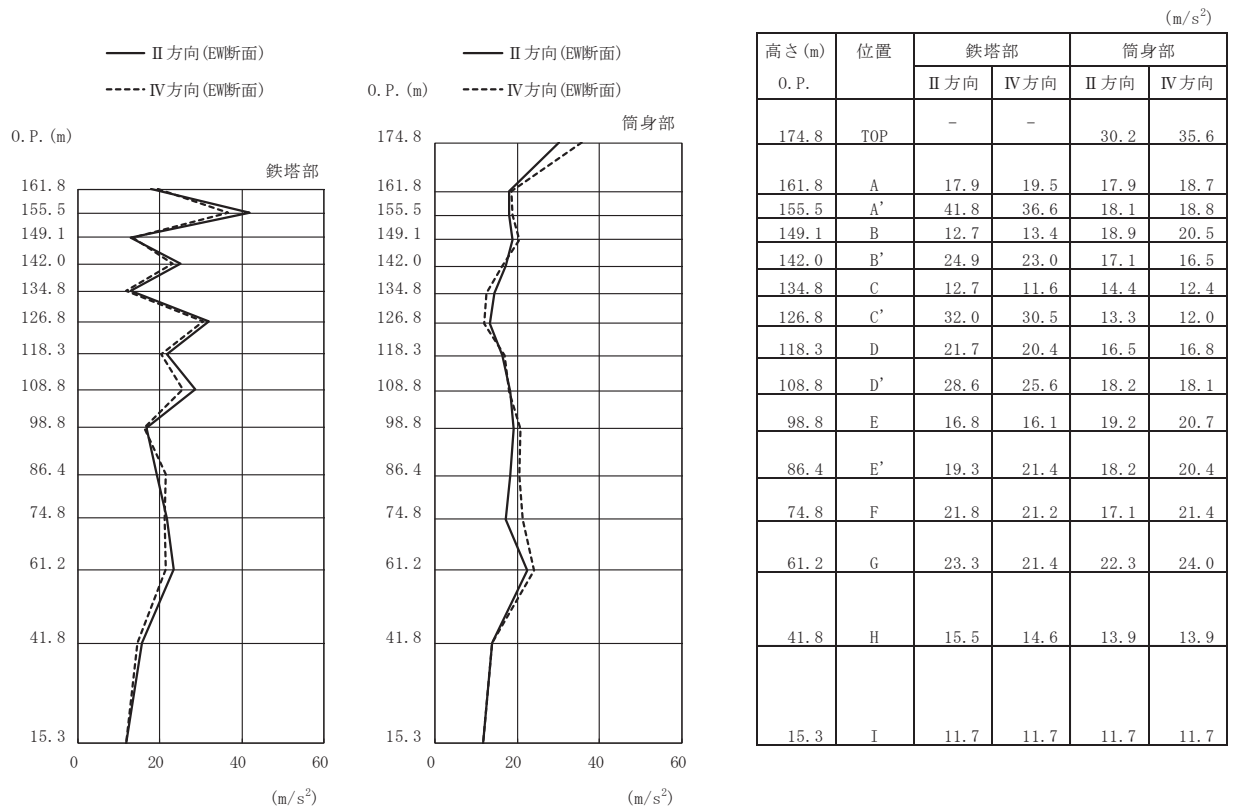 Ⅱ方向(EW断面)
Ⅳ方向(EW断面)
O.P.(m)
鉄塔部
161.8
155.5
149.1
142.0
134.8
126.8
118.3
108.8
98.8
86.4
74.8
61.2
41.8
15.3
0 20 40 60
(m/s²)
Ⅱ方向(EW断面)
Ⅳ方向(EW断面)
O.P.(m)
筒身部
174.8
161.8
155.5
149.1
142.0
134.8
126.8
118.3
108.8
98.8
86.4
74.8
61.2
41.8
15.3
0 20 40 60
(m/s²)
(m/s²)
高さ(m) 位置 鉄塔部 筒身部
O.P. Ⅱ方向 Ⅳ方向 Ⅱ方向 Ⅳ方向
174.8 TOP － － 30.2 35.6
161.8 A 17.9 19.5 17.9 18.7
155.5 A' 41.8 36.6 18.1 18.8
149.1 B 12.7 13.4 18.9 20.5
142.0 B' 24.9 23.0 17.1 16.5
134.8 C 12.7 11.6 14.4 12.4
126.8 C' 32.0 30.5 13.3 12.0
118.3 D 21.7 20.4 16.5 16.8
108.8 D' 28.6 25.6 18.2 18.1
98.8 E 16.8 16.1 19.2 20.7
86.4 E' 19.3 21.4 18.2 20.4
74.8 F 21.8 21.2 17.1 21.4
61.2 G 23.3 21.4 22.3 24.0
41.8 H 15.5 14.6 13.9 13.9
15.3 I 11.7 11.7 11.7 11.7